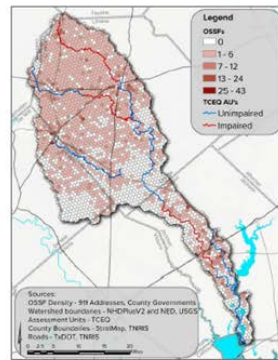 Legend
OSSFs
0
1 - 6
7 - 12
13 - 24
25 - 43
TCEQ AU's
Unimpaired
Impaired
Fayette
Sources:
OSSF Density - 911 Addresses, County Governments
Watershed boundaries - NHDPlusV2 and NED, USGS
Assessment Units - TCEQ
County Boundaries - StratMap, TNRIS
Roads - TxDOT, TNRIS